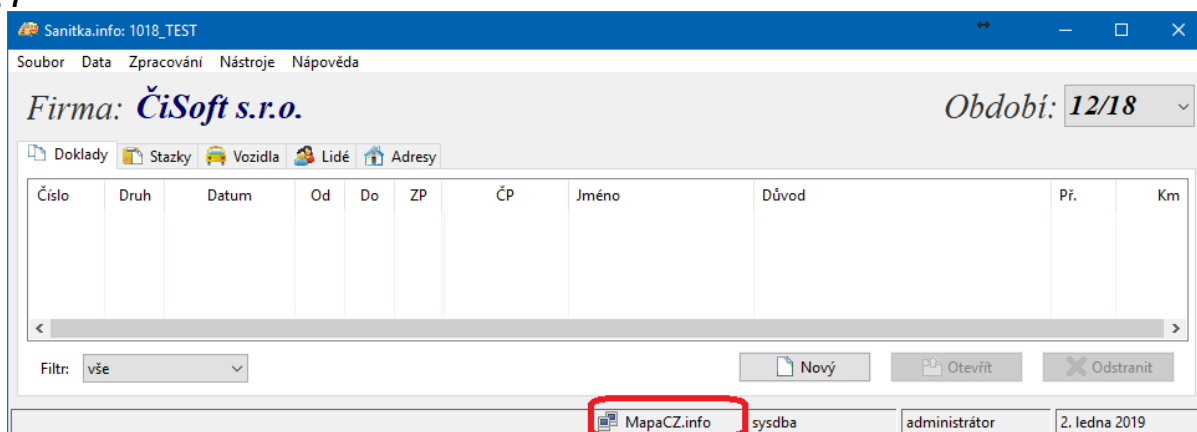 Sanitka.info: 1018_TEST
Soubor Data Zpracování Nástroje Nápověda
Firma: ČiSoft s.r.o. Období: 12/18
Doklady Stazky Vozidla Lidé Adresy
Číslo Druh Datum Od Do ZP ČP Jméno Důvod Př. Km
Filtr: vše Nový Otevřít Odstranit
MapaCZ.info sysdba administrátor 2. ledna 2019